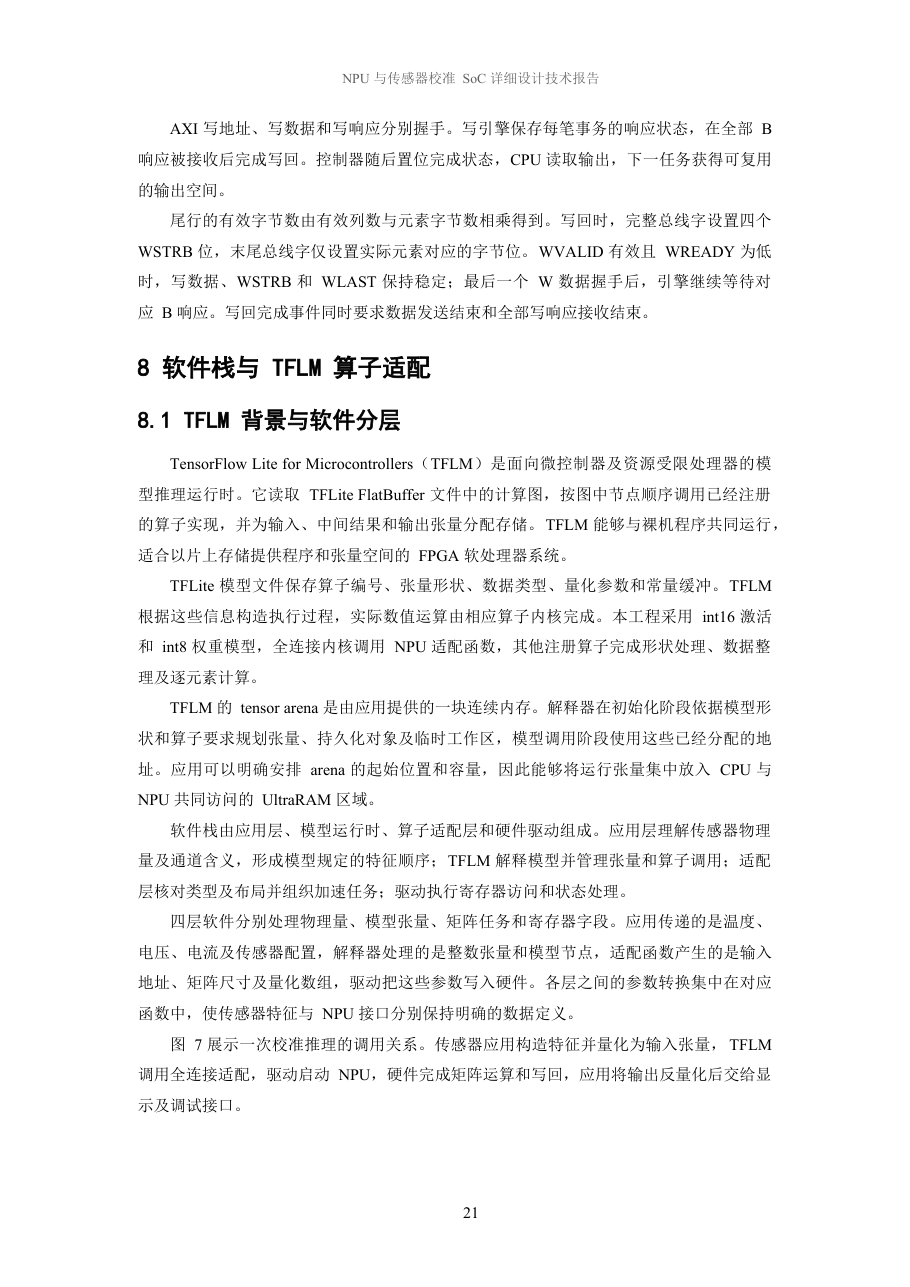 NPU 与传感器校准 SoC 详细设计技术报告
AXI 写地址、写数据和写响应分别握手。写引擎保存每笔事务的响应状态，在全部 B
响应被接收后完成写回。控制器随后置位完成状态，CPU 读取输出，下一任务获得可复用
的输出空间。
尾行的有效字节数由有效列数与元素字节数相乘得到。写回时，完整总线字设置四个
WSTRB 位，末尾总线字仅设置实际元素对应的字节位。WVALID 有效且 WREADY 为低
时，写数据、WSTRB 和 WLAST 保持稳定；最后一个 W 数据握手后，引擎继续等待对
应 B 响应。写回完成事件同时要求数据发送结束和全部写响应接收结束。
8 软件栈与 TFLM 算子适配
8.1 TFLM 背景与软件分层
TensorFlow Lite for Microcontrollers（TFLM）是面向微控制器及资源受限处理器的模
型推理运行时。它读取 TFLite FlatBuffer 文件中的计算图，按图中节点顺序调用已经注册
的算子实现，并为输入、中间结果和输出张量分配存储。TFLM 能够与裸机程序共同运行，
适合以片上存储提供程序和张量空间的 FPGA 软处理器系统。
TFLite 模型文件保存算子编号、张量形状、数据类型、量化参数和常量缓冲。TFLM
根据这些信息构造执行过程，实际数值运算由相应算子内核完成。本工程采用 int16 激活
和 int8 权重模型，全连接内核调用 NPU 适配函数，其他注册算子完成形状处理、数据整
理及逐元素计算。
TFLM 的 tensor arena 是由应用提供的一块连续内存。解释器在初始化阶段依据模型形
状和算子要求规划张量、持久化对象及临时工作区，模型调用阶段使用这些已经分配的地
址。应用可以明确安排 arena 的起始位置和容量，因此能够将运行张量集中放入 CPU 与
NPU 共同访问的 UltraRAM 区域。
软件栈由应用层、模型运行时、算子适配层和硬件驱动组成。应用层理解传感器物理
量及通道含义，形成模型规定的特征顺序；TFLM 解释模型并管理张量和算子调用；适配
层核对类型及布局并组织加速任务；驱动执行寄存器访问和状态处理。
四层软件分别处理物理量、模型张量、矩阵任务和寄存器字段。应用传递的是温度、
电压、电流及传感器配置，解释器处理的是整数张量和模型节点，适配函数产生的是输入
地址、矩阵尺寸及量化数组，驱动把这些参数写入硬件。各层之间的参数转换集中在对应
函数中，使传感器特征与 NPU 接口分别保持明确的数据定义。
图 7 展示一次校准推理的调用关系。传感器应用构造特征并量化为输入张量，TFLM
调用全连接适配，驱动启动 NPU，硬件完成矩阵运算和写回，应用将输出反量化后交给显
示及调试接口。
21